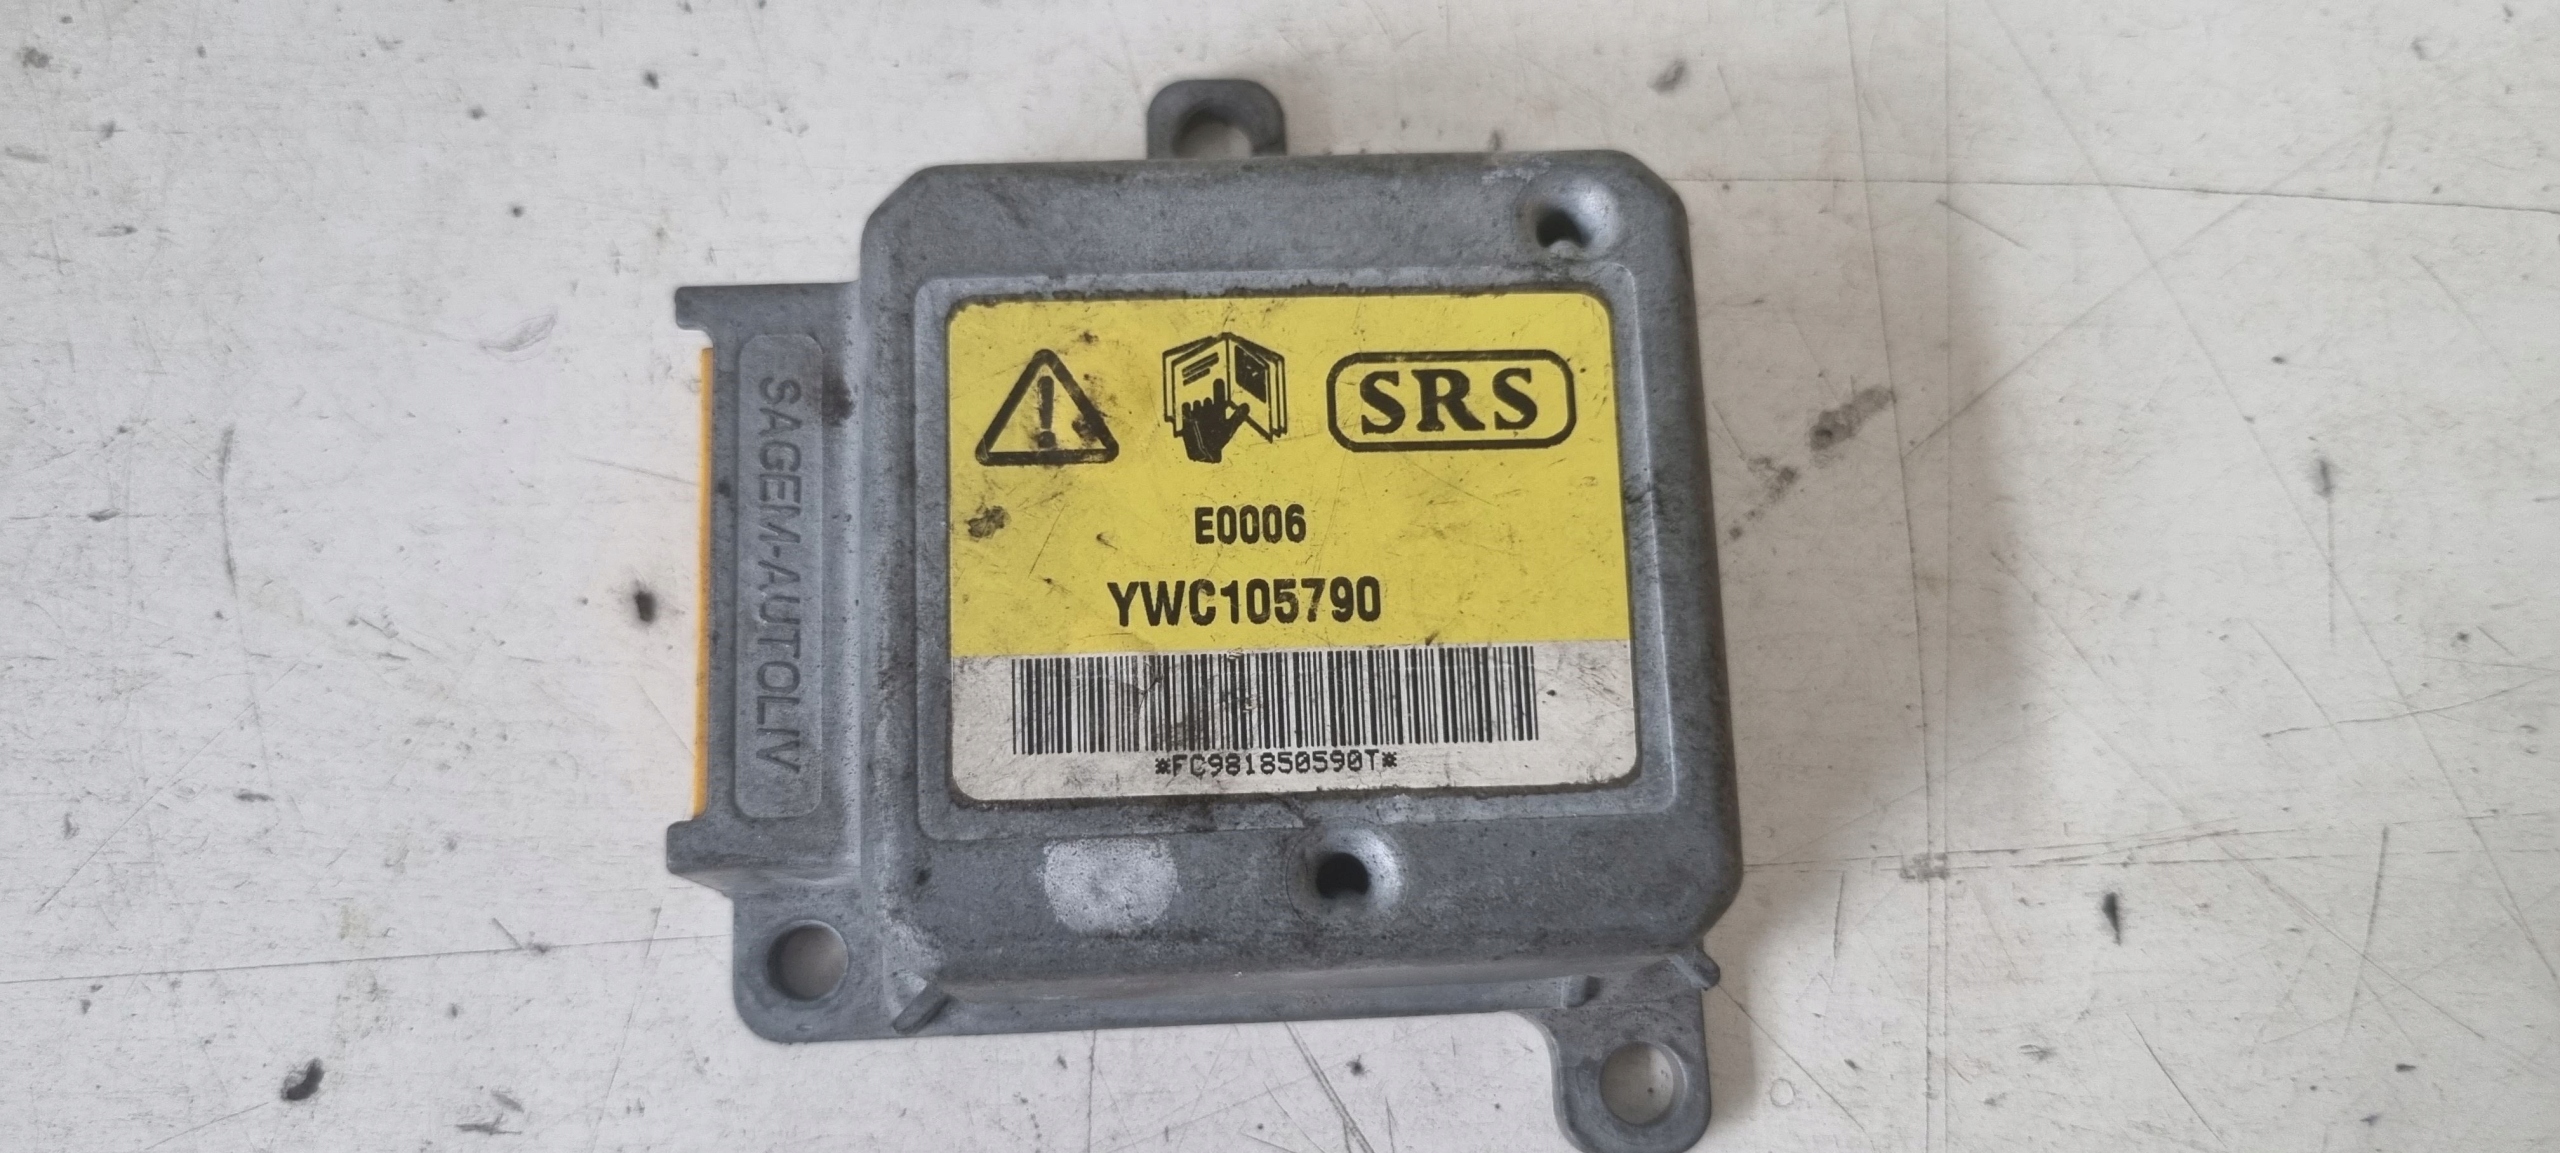 SRS
E0006
YWC105790
*FC981850590T*
SAGEM-AUTOLIV